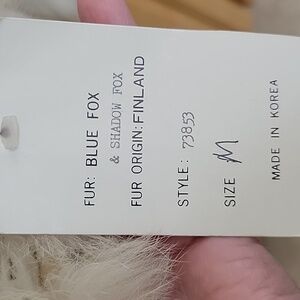 FUR: BLUE FOX
& SHADOW FOX
FUR ORIGIN: FINLAND
STYLE: 73853
SIZE M
MADE IN KOREA